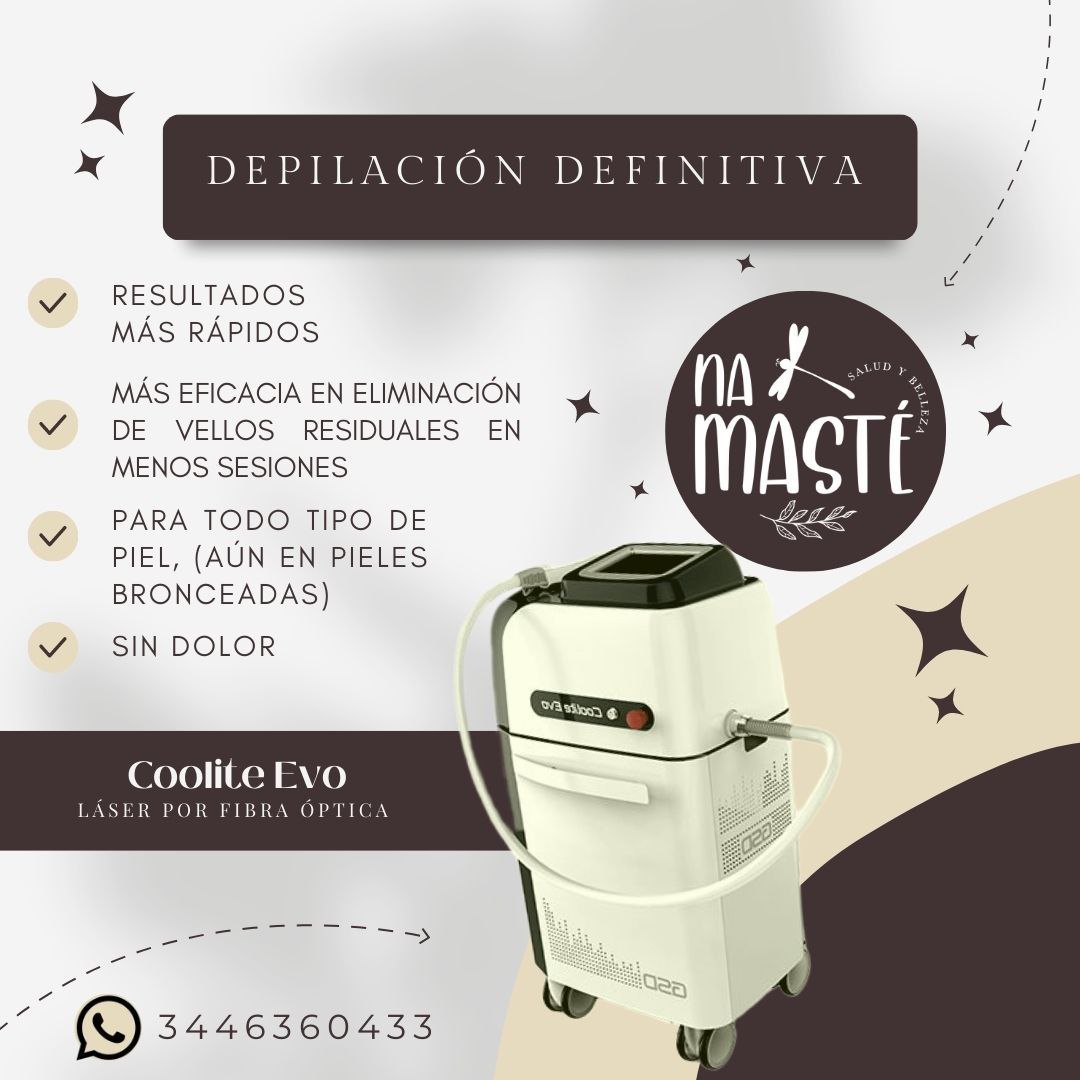 DEPILACIÓN DEFINITIVA
RESULTADOS
MÁS RÁPIDOS
MÁS EFICACIA EN ELIMINACIÓN
DE VELLOS RESIDUALES EN
MENOS SESIONES
PARA TODO TIPO DE
PIEL, (AÚN EN PIELES
BRONCEADAS)
SIN DOLOR
NA
MASTÉ
SALUD Y BELLEZA
Coolite Evo
GSD
GSD
Coolite Evo
LÁSER POR FIBRA ÓPTICA
3446360433